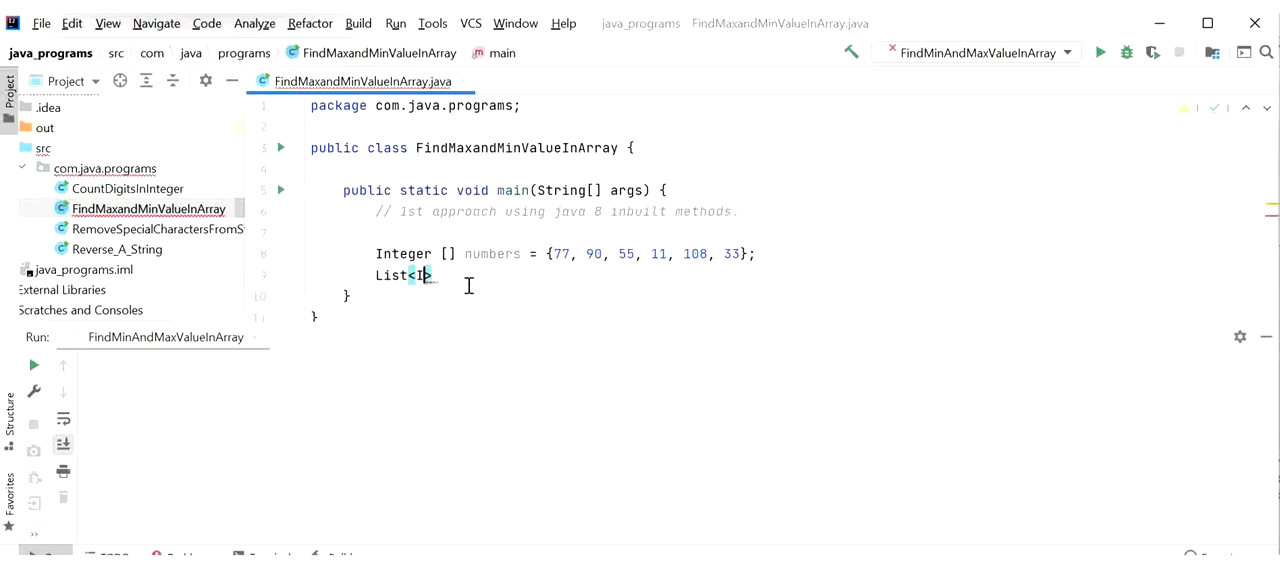 File Edit View Navigate Code Analyze Refactor Build Run Tools VCS Window Help java_programs FindMaxandMinValueInArray.java
java_programs src com java programs FindMaxandMinValueInArray main FindMinAndMaxValueInArray
Project
Project
FindMaxandMinValueInArray.java
.idea
out
src
com.java.programs
CountDigitsInInteger
FindMaxandMinValueInArray
RemoveSpecialCharactersFromS
Reverse_A_String
java_programs.iml
External Libraries
Scratches and Consoles
1 package com.java.programs;
2
3 public class FindMaxandMinValueInArray {
4
5 public static void main(String[] args) {
6 // 1st approach using java 8 inbuilt methods.
7
8 Integer [] numbers = {77, 90, 55, 11, 108, 33};
9 List<I>
10 }
11 }
Run: FindMinAndMaxValueInArray
Structure
Favorites